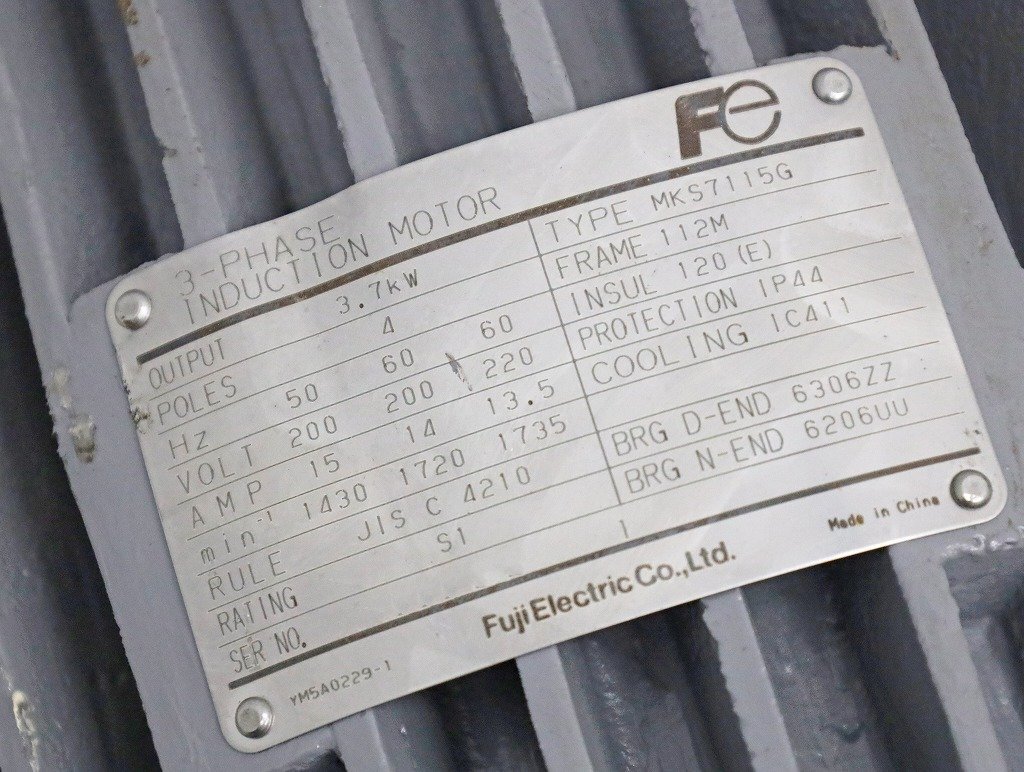 Fe
3-PHASE
INDUCTION MOTOR
OUTPUT 3.7kW
POLES 4
Hz 50 60 60
VOLT 200 200 220
AMP 15 14 13.5
min-1 1430 1720 1735
RULE JIS C 4210
RATING S1
SER NO. 1
TYPE MKS7115G
FRAME 112M
INSUL 120 (E)
PROTECTION IP44
COOLING IC411
BRG D-END 6306ZZ
BRG N-END 6206UU
YM5A0229-1
Fuji Electric Co., Ltd.
Made in China